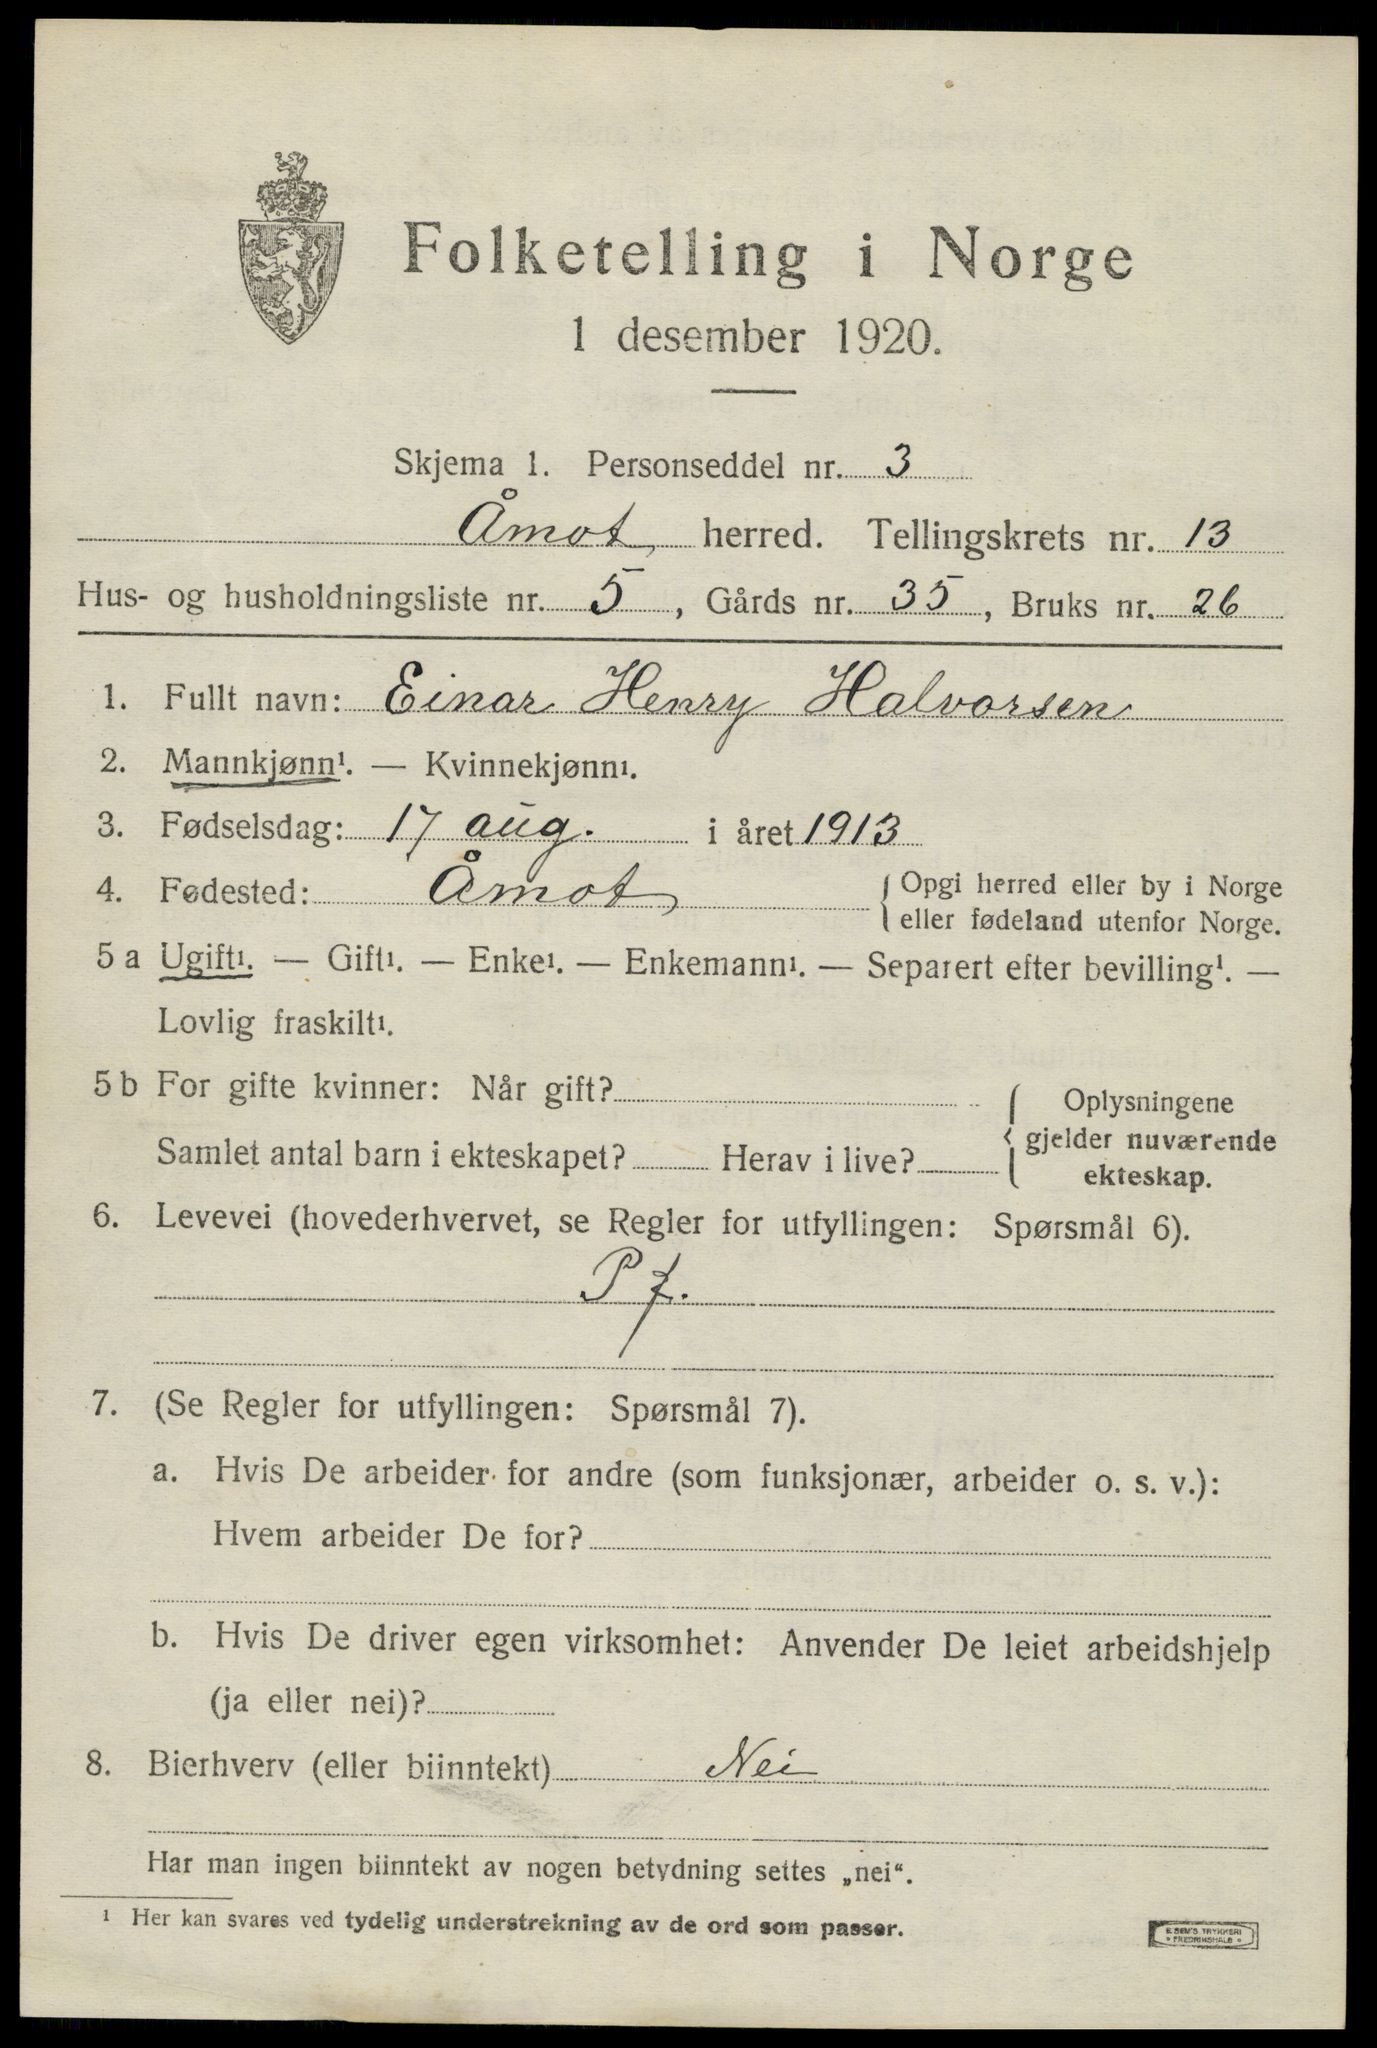 Folketelling i Norge
1 desember 1920.
Skjema 1. Personseddel nr. 3
Åmot herred. Tellingskrets nr. 13
Hus- og husholdningsliste nr. 5, Gårds nr. 35, Bruks nr. 26
1. Fullt navn: Einar Henry Halvorsen
2. Mannkjønn¹. — Kvinnekjønn¹.
3. Fødselsdag: 17 aug. i året 1913
4. Fødested: Åmot { Opgi herred eller by i Norge
eller fødeland utenfor Norge.
5 a Ugift¹. — Gift¹. — Enke¹. — Enkemann¹. — Separert efter bevilling¹. —
Lovlig fraskilt¹.
5 b For gifte kvinner: Når gift? { Oplysningene
Samlet antal barn i ekteskapet? Herav i live? gjelder nuværende
ekteskap.
6. Levevei (hovederhvervet, se Regler for utfyllingen: Spørsmål 6).
P f.
7. (Se Regler for utfyllingen: Spørsmål 7).
a. Hvis De arbeider for andre (som funksjonær, arbeider o. s. v.):
Hvem arbeider De for?
b. Hvis De driver egen virksomhet: Anvender De leiet arbeidshjelp
(ja eller nei)?
8. Bierhverv (eller biinntekt) Nei
Har man ingen biinntekt av nogen betydning settes „nei“.
¹ Her kan svares ved tydelig understrekning av de ord som passer.
E. SEM'S TRYKKERI
• FREDRIKSHALD •